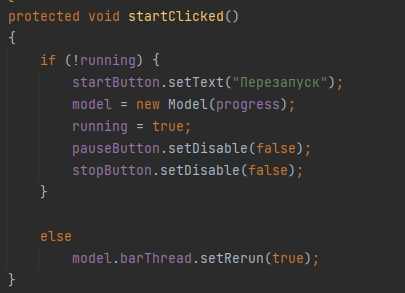 protected void startClicked()
{
    if (!running) {
        startButton.setText("Перезапуск");
        model = new Model(progress);
        running = true;
        pauseButton.setDisable(false);
        stopButton.setDisable(false);
    }

    else
        model.barThread.setRerun(true);
}